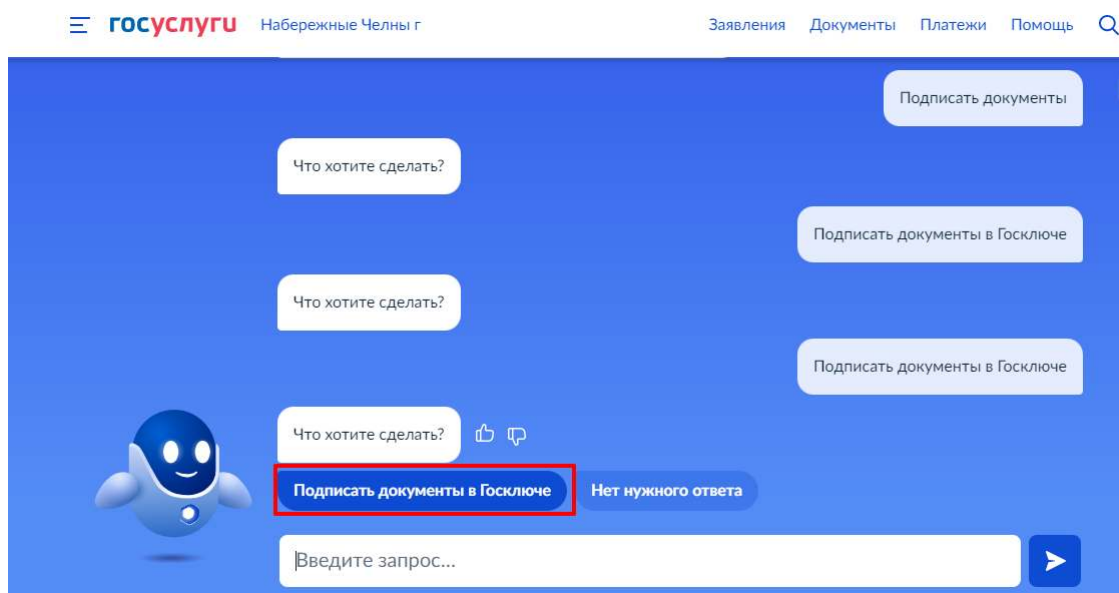 госуслуги Набережные Челны г Заявления Документы Платежи Помощь
Подписать документы
Что хотите сделать?
Подписать документы в Госключе
Что хотите сделать?
Подписать документы в Госключе
Что хотите сделать?
Подписать документы в Госключе Нет нужного ответа
Введите запрос...